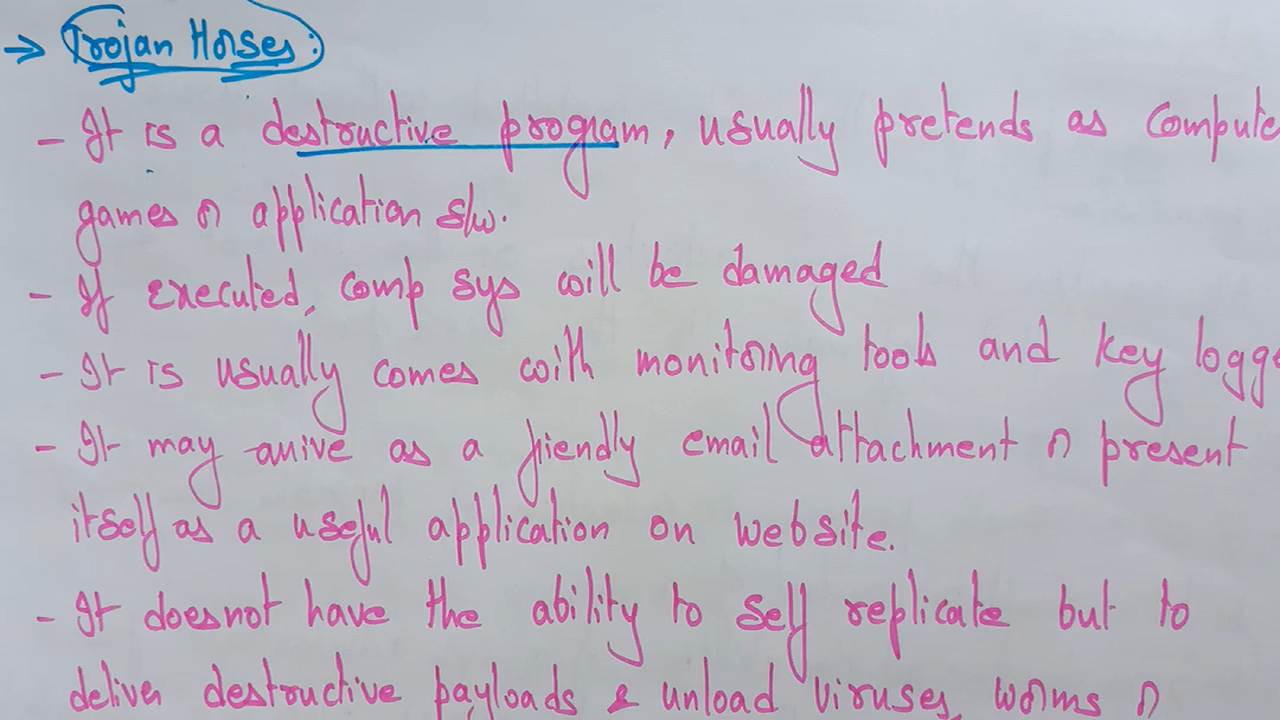 → Trojan Horses :
- It is a destructive program, usually pretends as Compute
games or application s/w.
- If executed, comp sys will be damaged
- It is usually comes with monitoring tools and key logge
- It may arrive as a friendly email attachment or present
itself as a useful application on website.
- It doesnot have the ability to self replicate but to
deliver destructive payloads & unload viruses, worms or